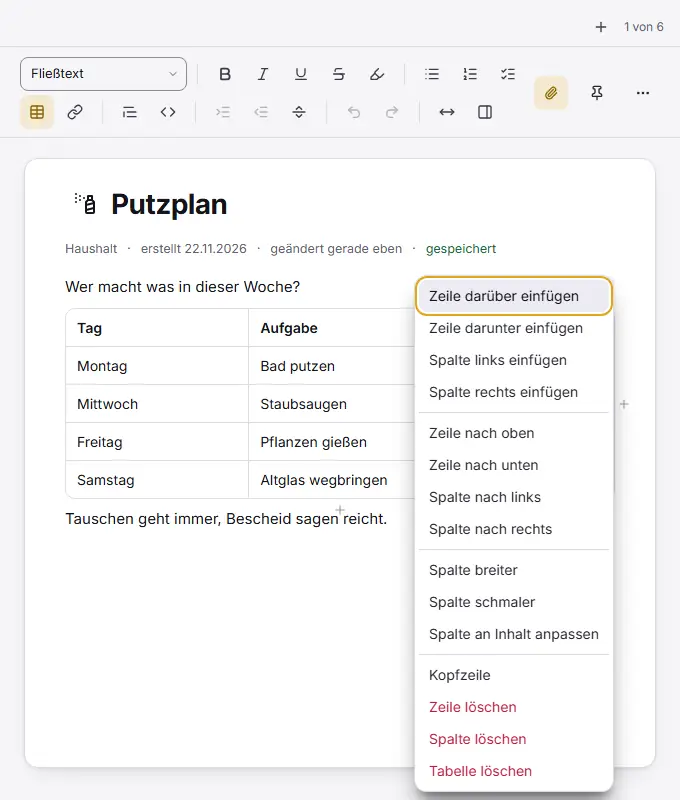 1 von 6
Fließtext
Putzplan
Haushalt · erstellt 22.11.2026 · geändert gerade eben · gespeichert
Wer macht was in dieser Woche?
Tag Aufgabe
Montag Bad putzen
Mittwoch Staubsaugen
Freitag Pflanzen gießen
Samstag Altglas wegbringen
Tauschen geht immer, Bescheid sagen reicht.
Zeile darüber einfügen
Zeile darunter einfügen
Spalte links einfügen
Spalte rechts einfügen
Zeile nach oben
Zeile nach unten
Spalte nach links
Spalte nach rechts
Spalte breiter
Spalte schmaler
Spalte an Inhalt anpassen
Kopfzeile
Zeile löschen
Spalte löschen
Tabelle löschen